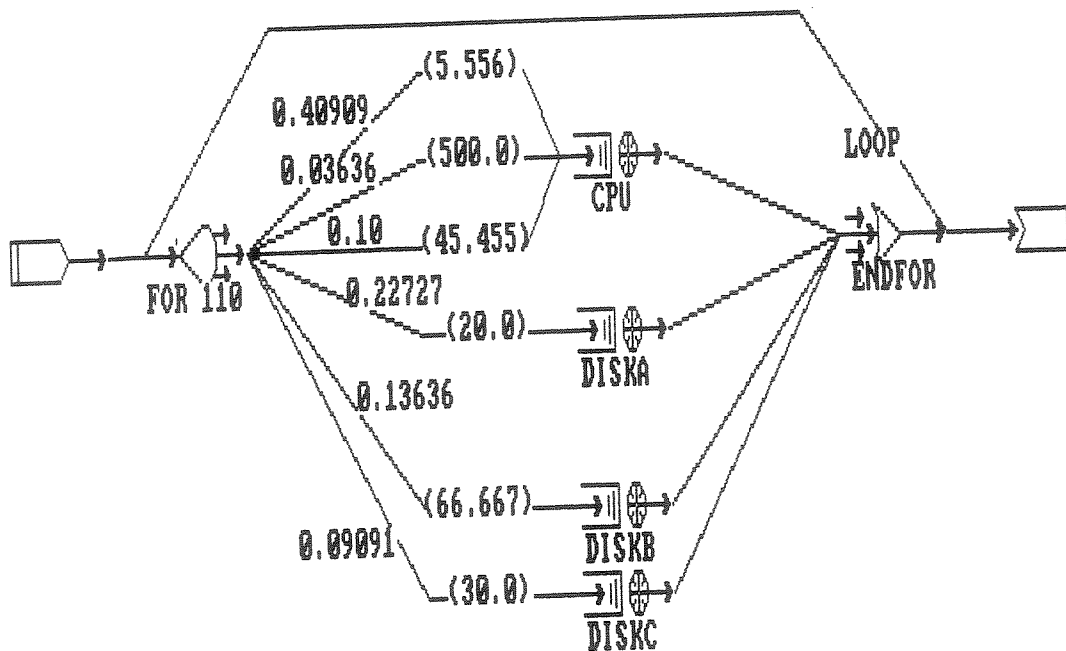 (5.556)
0.40909
LOOP
(500.0)
0.03636
CPU
0.10
(45.455)
FOR 110
ENDFOR
0.22727
(20.0)
DISKA
0.13636
(66.667)
DISKB
0.09091
(30.0)
DISKC